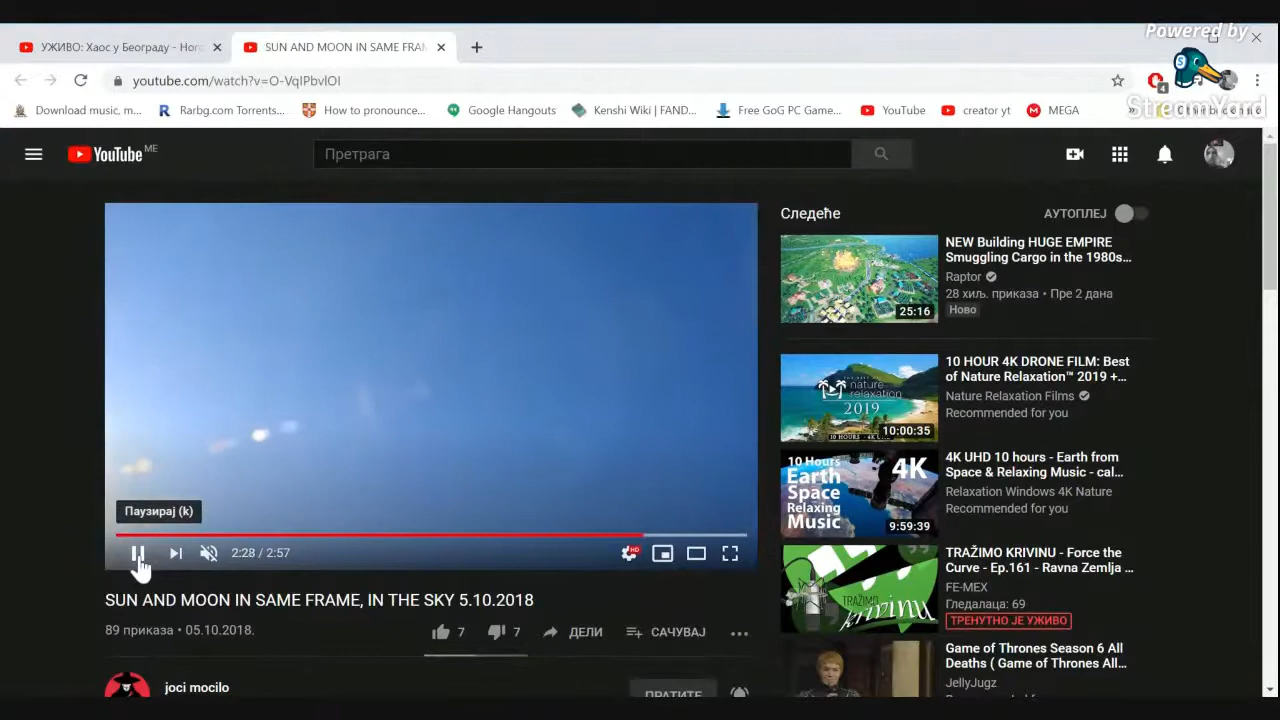 Powered by
StreamYard
УЖИВО: Хаос у Београду - Ново
SUN AND MOON IN SAME FRAM
youtube.com/watch?v=O-VqIPbvlOI
4
Download music, m...
Rarbg.com Torrents...
How to pronounce...
Google Hangouts
Kenshi Wiki | FAND...
Free GoG PC Game...
YouTube
creator yt
MEGA
YouTube ME
Претрага
Следеће
АУТОПЛЕЈ
NEW Building HUGE EMPIRE
Smuggling Cargo in the 1980s...
Raptor
28 хиљ. приказа • Пре 2 дана
Ново
25:16
10 HOUR 4K DRONE FILM: Best
of Nature Relaxation™ 2019 +...
Nature Relaxation Films
Recommended for you
nature
relaxation
2019
10:00:35
4K UHD 10 hours - Earth from
Space & Relaxing Music - cal...
Relaxation Windows 4K Nature
Recommended for you
10 Hours
Earth
Space
Relaxing
Music
4K
9:59:39
TRAŽIMO KRIVINU - Force the
Curve - Ep.161 - Ravna Zemlja ...
FE-MEX
Гледалаца: 69
ТРЕНУТНО ЈЕ УЖИВО
TRAŽIMO
krivinu
Game of Thrones Season 6 All
Deaths ( Game of Thrones All...
JellyJugz
Паузирај (k)
2:28 / 2:57
HD
SUN AND MOON IN SAME FRAME, IN THE SKY 5.10.2018
89 приказа • 05.10.2018.
7
7
ДЕЛИ
САЧУВАЈ
joci mocilo
ПРАТИТЕ